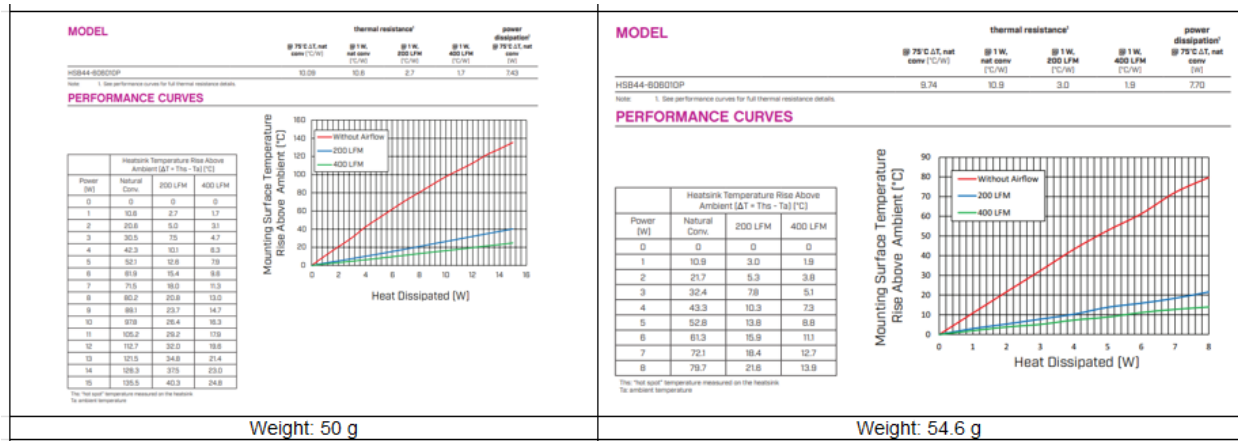 MODEL
thermal resistance¹
power dissipation¹
@ 75°C ΔT, nat conv [°C/W]
@ 1 W, nat conv [°C/W]
@ 1 W, 200 LFM [°C/W]
@ 1 W, 400 LFM [°C/W]
@ 75°C ΔT, nat conv [W]
HSB44-606010P 10.09 10.6 2.7 1.7 7.43
Note: 1. See performance curves for full thermal resistance details.
PERFORMANCE CURVES
Heatsink Temperature Rise Above
Ambient (ΔT = Ths - Ta) [°C]
Power [W] Natural Conv. 200 LFM 400 LFM
0 0 0 0
1 10.6 2.7 1.7
2 20.6 5.0 3.1
3 30.5 7.5 4.7
4 42.3 10.1 6.3
5 52.1 12.6 7.8
6 61.9 15.4 9.6
7 71.5 18.0 11.3
8 80.2 20.8 13.0
9 89.1 23.7 14.7
10 97.8 26.4 16.3
11 105.2 29.2 17.9
12 112.7 32.0 19.6
13 121.5 34.8 21.4
14 128.3 37.5 23.0
15 135.5 40.3 24.8
Ths: "hot spot" temperature measured on the heatsink
Ta: ambient temperature
Mounting Surface Temperature
Rise Above Ambient [°C]
160
140
120
100
80
60
40
20
0
Without Airflow
200 LFM
400 LFM
0 2 4 6 8 10 12 14 16
Heat Dissipated [W]
Weight: 50 g
MODEL
thermal resistance¹
power dissipation¹
@ 75°C ΔT, nat conv [°C/W]
@ 1 W, nat conv [°C/W]
@ 1 W, 200 LFM [°C/W]
@ 1 W, 400 LFM [°C/W]
@ 75°C ΔT, nat conv [W]
HSB44-606010P 9.74 10.9 3.0 1.9 7.70
Note: 1. See performance curves for full thermal resistance details.
PERFORMANCE CURVES
Heatsink Temperature Rise Above
Ambient (ΔT = Ths - Ta) [°C]
Power [W] Natural Conv. 200 LFM 400 LFM
0 0 0 0
1 10.9 3.0 1.9
2 21.7 5.3 3.8
3 32.4 7.8 5.1
4 43.3 10.3 7.3
5 52.8 13.8 8.8
6 61.3 15.9 11.1
7 72.1 18.4 12.7
8 79.7 21.6 13.9
Ths: "hot spot" temperature measured on the heatsink
Ta: ambient temperature
Mounting Surface Temperature
Rise Above Ambient [°C]
90
80
70
60
50
40
30
20
10
0
Without Airflow
200 LFM
400 LFM
0 1 2 3 4 5 6 7 8
Heat Dissipated [W]
Weight: 54.6 g